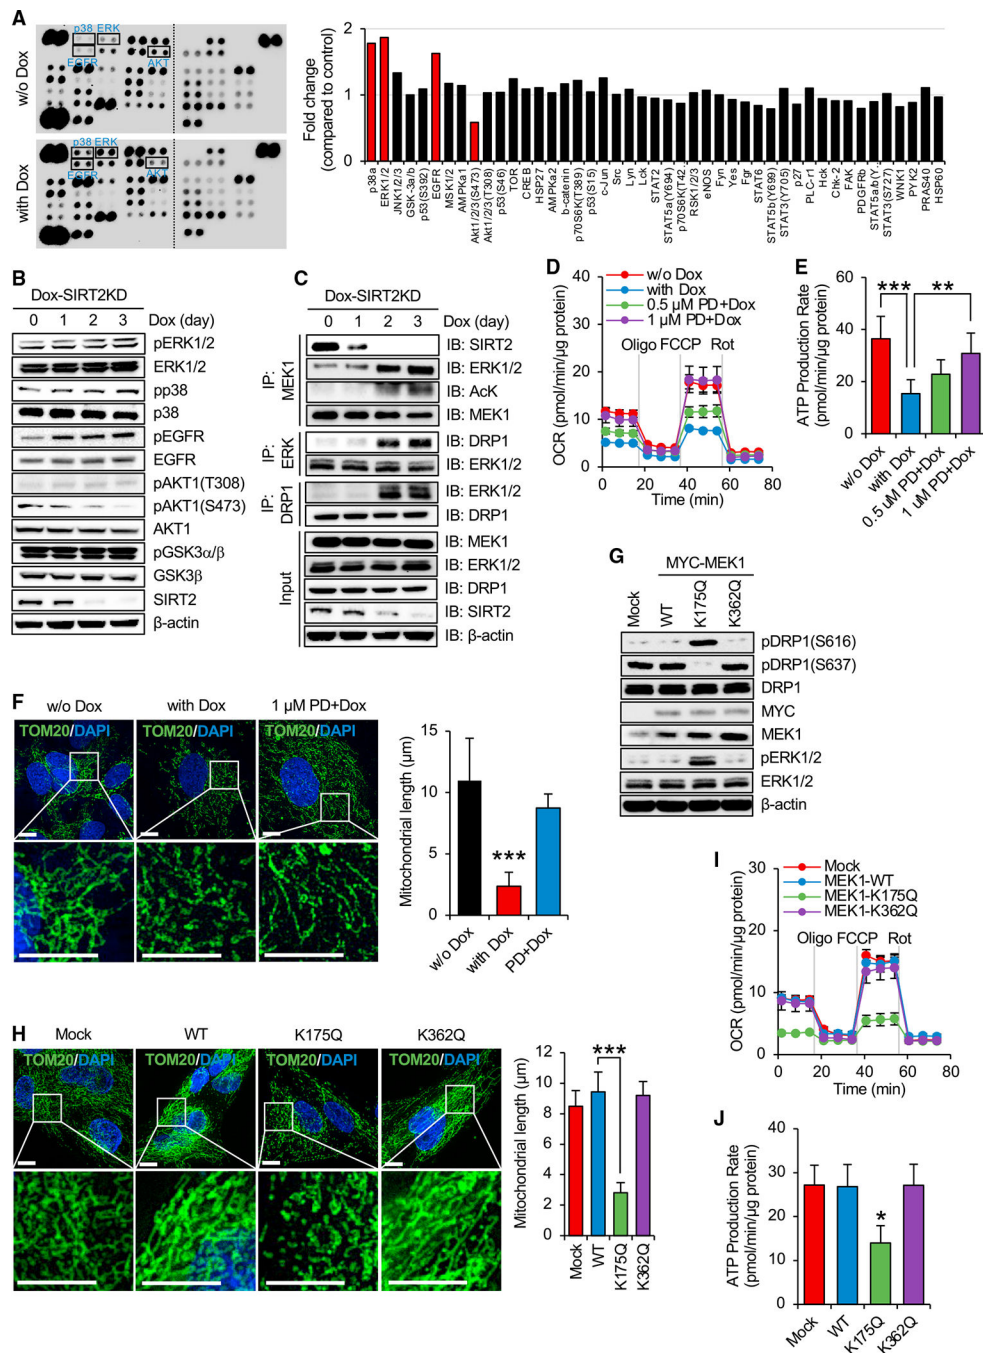 A
p38 ERK
EGFR AKT
w/o Dox
p38 ERK
EGFR AKT
with Dox
Fold change
(compared to control)
2
1
0
p38a
ERK1/2
JNK1/2/3
GSK-3a/b
p53(S392)
EGFR
MSK1/2
AMPKa1
Akt1/2/3(S473)
Akt1/2/3(T308)
p53(S46)
TOR
CREB
HSP27
AMPKa2
b-catenin
p70S6K(T389)
p53(S15)
c-Jun
Src
Lyn
Lck
STAT2
STAT5a(Y694)
p70S6K(T42..
RSK1/2/3
eNOS
Fyn
Yes
Fgr
STAT6
STAT5b(Y699)
STAT3(Y705)
p27
PLC-r1
Hck
Chk-2
FAK
PDGFRb
STAT5ab(Y..
STAT3(S727)
WNK1
PYK2
PRAS40
HSP60
B
Dox-SIRT2KD
0 1 2 3 Dox (day)
pERK1/2
ERK1/2
pp38
p38
pEGFR
EGFR
pAKT1(T308)
pAKT1(S473)
AKT1
pGSK3α/β
GSK3β
SIRT2
β-actin
C
Dox-SIRT2KD
0 1 2 3 Dox (day)
IP: MEK1
IB: SIRT2
IB: ERK1/2
IB: AcK
IB: MEK1
IP: ERK
IB: DRP1
IB: ERK1/2
IP: DRP1
IB: ERK1/2
IB: DRP1
Input
IB: MEK1
IB: ERK1/2
IB: DRP1
IB: SIRT2
IB: β-actin
D
w/o Dox
with Dox
0.5 µM PD+Dox
1 µM PD+Dox
Oligo FCCP Rot
OCR (pmol/min/µg protein)
40
30
20
10
0
0 20 40 60 80
Time (min)
E
ATP Production Rate
(pmol/min/µg protein)
60
40
20
0
*** **
w/o Dox
with Dox
0.5 uM PD+Dox
1 uM PD+Dox
F
w/o Dox with Dox 1 µM PD+Dox
TOM20/DAPI TOM20/DAPI TOM20/DAPI
Mitochondrial length (µm)
15
10
5
0
***
w/o Dox
with Dox
PD+Dox
G
MYC-MEK1
Mock
WT
K175Q
K362Q
pDRP1(S616)
pDRP1(S637)
DRP1
MYC
MEK1
pERK1/2
ERK1/2
β-actin
H
Mock WT K175Q K362Q
TOM20/DAPI TOM20/DAPI TOM20/DAPI TOM20/DAPI
Mitochondrial length (µm)
12
10
8
6
4
2
0
***
Mock
WT
K175Q
K362Q
I
Mock
MEK1-WT
MEK1-K175Q
MEK1-K362Q
Oligo FCCP Rot
OCR (pmol/min/µg protein)
30
20
10
0
0 20 40 60 80
Time (min)
J
ATP Production Rate
(pmol/min/µg protein)
40
30
20
10
0
*
Mock
WT
K175Q
K362Q